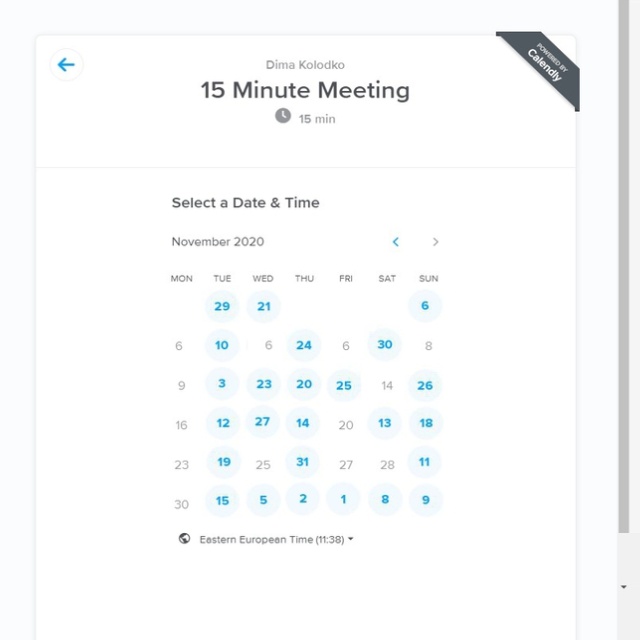 POWERED BY
Calendly
Dima Kolodko
15 Minute Meeting
15 min
Select a Date & Time
November 2020
MON TUE WED THU FRI SAT SUN
29 21 6
6 10 6 24 6 30 8
9 3 23 20 25 14 26
16 12 27 14 20 13 18
23 19 25 31 27 28 11
30 15 5 2 1 8 9
Eastern European Time (11:38)